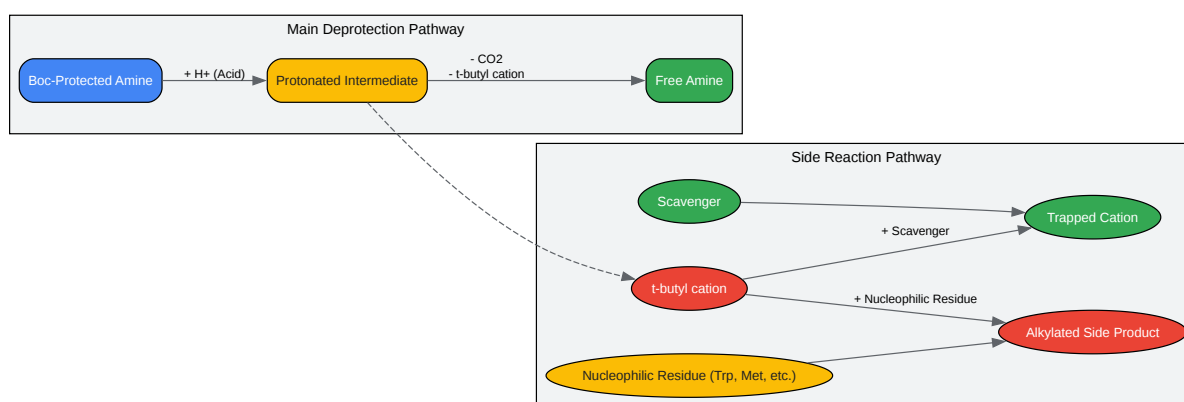 Main Deprotection Pathway
Boc-Protected Amine
+ H+ (Acid)
Protonated Intermediate
- CO2
- t-butyl cation
Free Amine
Side Reaction Pathway
Scavenger
Trapped Cation
+ Scavenger
t-butyl cation
+ Nucleophilic Residue
Alkylated Side Product
Nucleophilic Residue (Trp, Met, etc.)